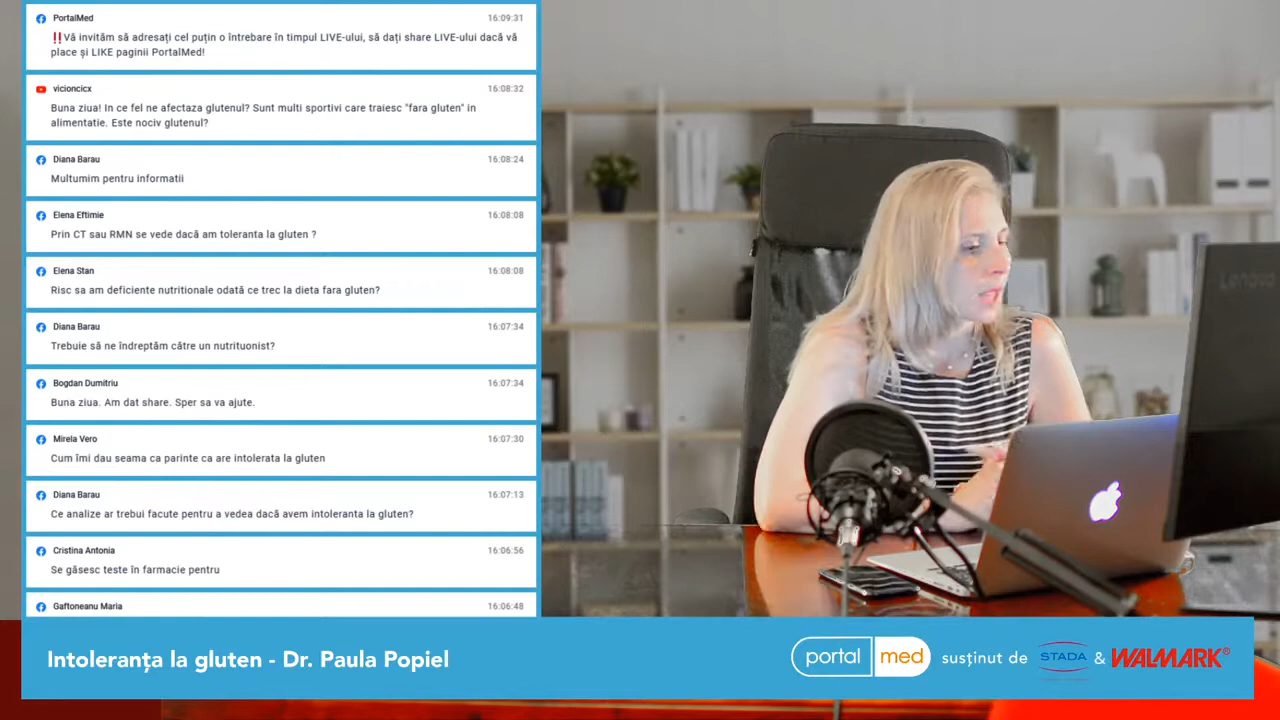 PortalMed 16:09:31
‼️Vă invităm să adresați cel puțin o întrebare în timpul LIVE-ului, să dați share LIVE-ului dacă vă
place și LIKE paginii PortalMed!
vicioncicx 16:08:32
Buna ziua! In ce fel ne afectaza glutenul? Sunt multi sportivi care traiesc "fara gluten" in
alimentatie. Este nociv glutenul?
Diana Barau 16:08:24
Multumim pentru informatii
Elena Eftimie 16:08:08
Prin CT sau RMN se vede dacă am toleranta la gluten ?
Elena Stan 16:08:08
Risc sa am deficiente nutritionale odată ce trec la dieta fara gluten?
Diana Barau 16:07:34
Trebuie să ne îndreptăm către un nutrituonist?
Bogdan Dumitriu 16:07:34
Buna ziua. Am dat share. Sper sa va ajute.
Mirela Vero 16:07:30
Cum îmi dau seama ca parinte ca are intolerata la gluten
Diana Barau 16:07:13
Ce analize ar trebui facute pentru a vedea dacă avem intoleranta la gluten?
Cristina Antonia 16:06:56
Se găsesc teste în farmacie pentru
Gaftoneanu Maria 16:06:48
Lenovo
Intoleranța la gluten - Dr. Paula Popiel
portal med susținut de STADA & WALMARK®